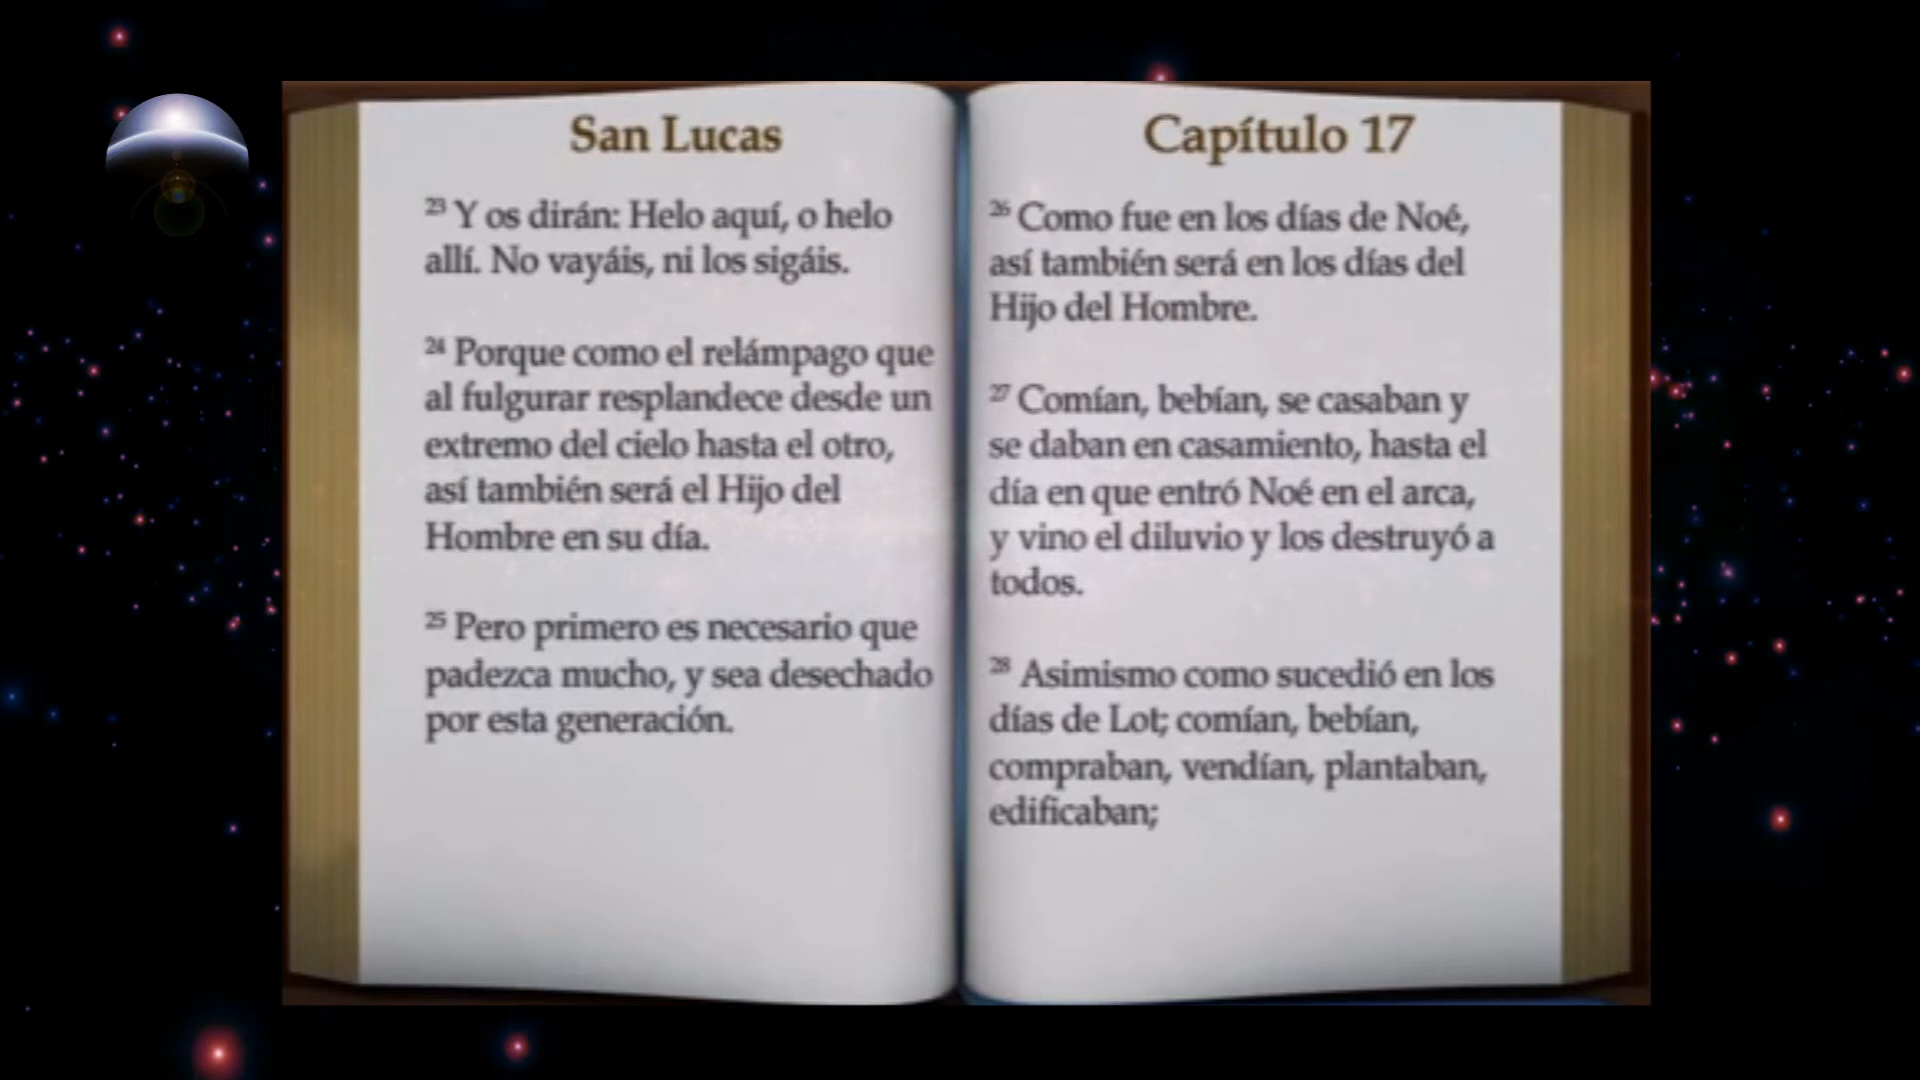 San Lucas
23 Y os dirán: Helo aquí, o helo
allí. No vayáis, ni los sigáis.
24 Porque como el relámpago que
al fulgurar resplandece desde un
extremo del cielo hasta el otro,
así también será el Hijo del
Hombre en su día.
25 Pero primero es necesario que
padezca mucho, y sea desechado
por esta generación.
Capítulo 17
26 Como fue en los días de Noé,
así también será en los días del
Hijo del Hombre.
27 Comían, bebían, se casaban y
se daban en casamiento, hasta el
día en que entró Noé en el arca,
y vino el diluvio y los destruyó a
todos.
28 Asimismo como sucedió en los
días de Lot; comían, bebían,
compraban, vendían, plantaban,
edificaban;